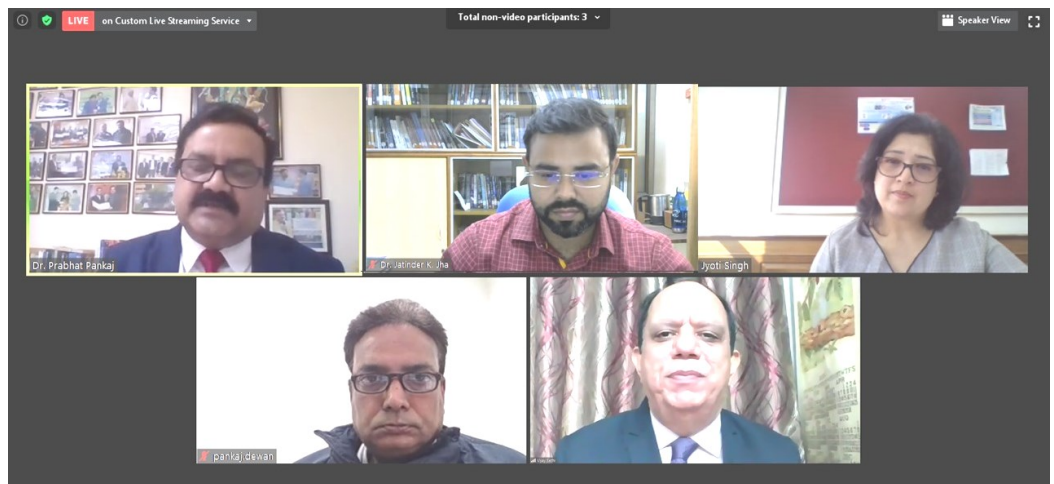 LIVE on Custom Live Streaming Service
Total non-video participants: 3
Speaker View
Dr. Prabhat Pankaj
Dr. Jatinder K. Jha
Jyoti Singh
pankaj.dewan